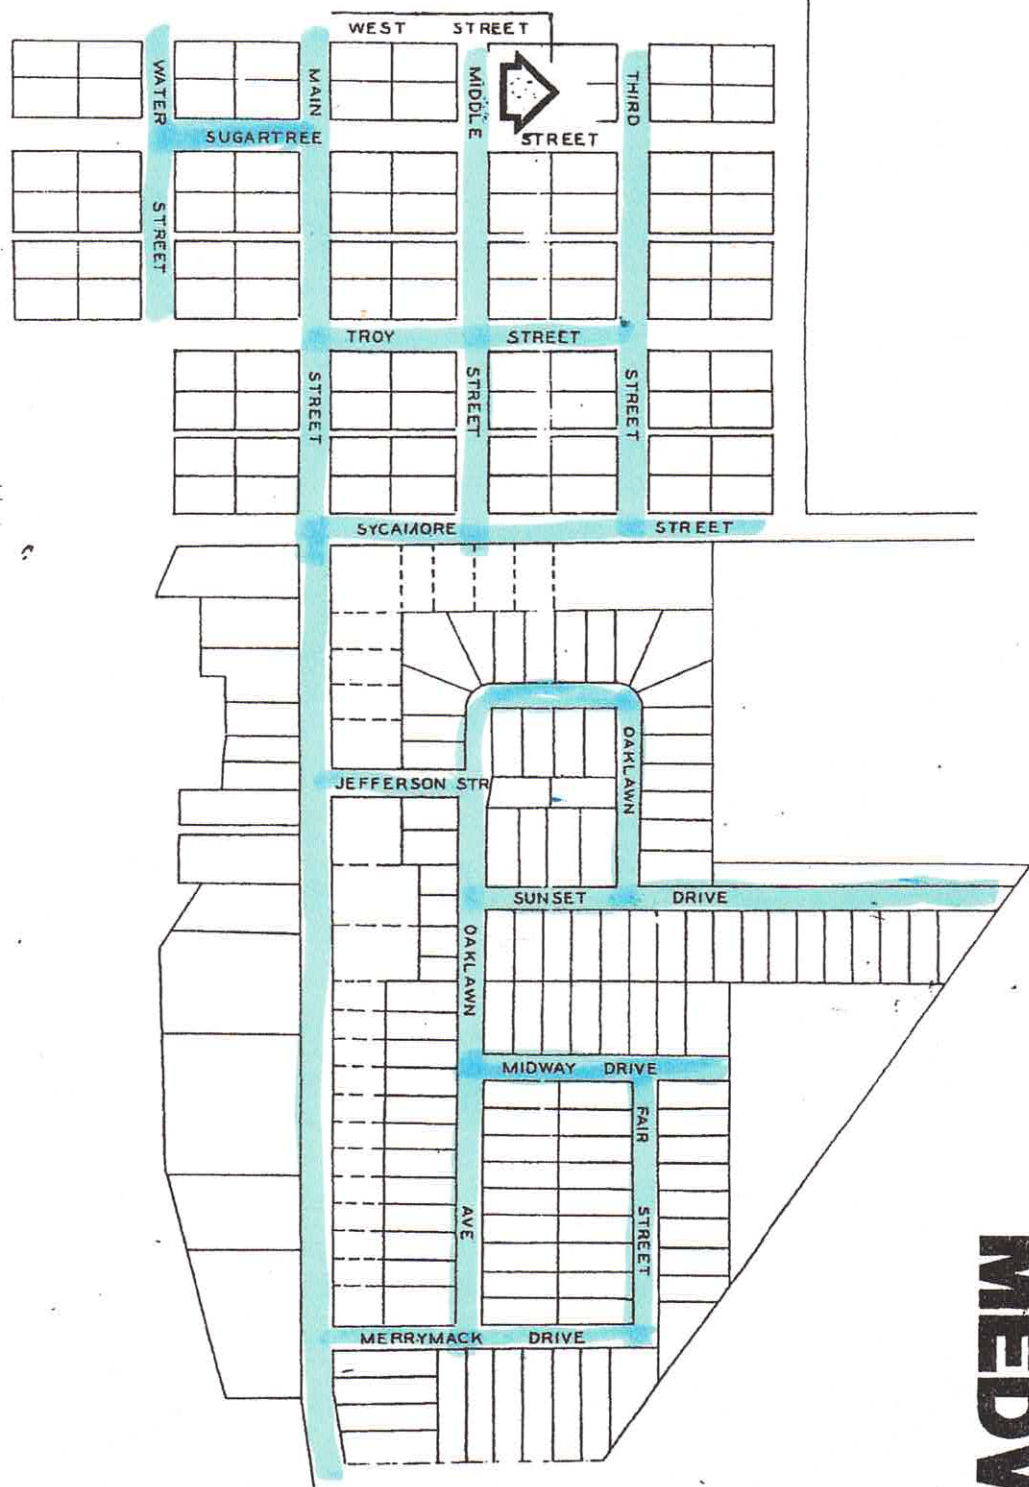 WEST STREET
WATER STREET
MAIN STREET
MIDDLE STREET
THIRD STREET
SUGARTREE STREET
TROY STREET
SYCAMORE STREET
JEFFERSON STR
OAKLAWN
SUNSET DRIVE
OAKLAWN AVE
MIDWAY DRIVE
FAIR STREET
MERRYMACK DRIVE
MEDW